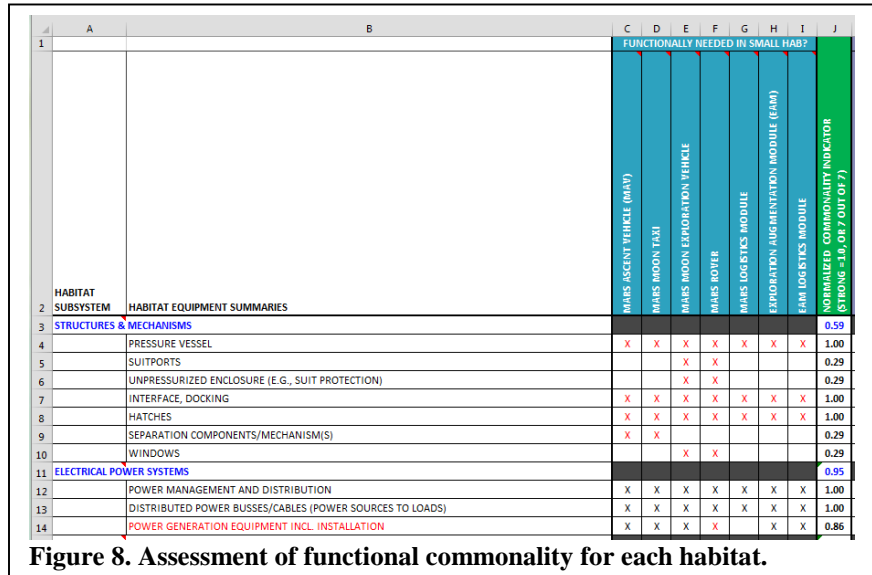 A B C D E F G H I J
1 FUNCTIONALLY NEEDED IN SMALL HAB?
MARS ASCENT VEHICLE (MAV)
MARS MOON TAXI
MARS MOON EXPLORATION VEHICLE
MARS ROVER
MARS LOGISTICS MODULE
EXPLORATION AUGMENTATION MODULE (EAM)
EAM LOGISTICS MODULE
NORMALIZED COMMONALITY INDICATOR
(STRONG =1.0, OR 7 OUT OF 7)
HABITAT
2 SUBSYSTEM HABITAT EQUIPMENT SUMMARIES
3 STRUCTURES & MECHANISMS 0.59
4 PRESSURE VESSEL X X X X X X X 1.00
5 SUITPORTS X X 0.29
6 UNPRESSURIZED ENCLOSURE (E.G., SUIT PROTECTION) X X 0.29
7 INTERFACE, DOCKING X X X X X X X 1.00
8 HATCHES X X X X X X X 1.00
9 SEPARATION COMPONENTS/MECHANISM(S) X X 0.29
10 WINDOWS X X 0.29
11 ELECTRICAL POWER SYSTEMS 0.95
12 POWER MANAGEMENT AND DISTRIBUTION X X X X X X X 1.00
13 DISTRIBUTED POWER BUSSES/CABLES (POWER SOURCES TO LOADS) X X X X X X X 1.00
14 POWER GENERATION EQUIPMENT INCL. INSTALLATION X X X X X X 0.86
Figure 8. Assessment of functional commonality for each habitat.